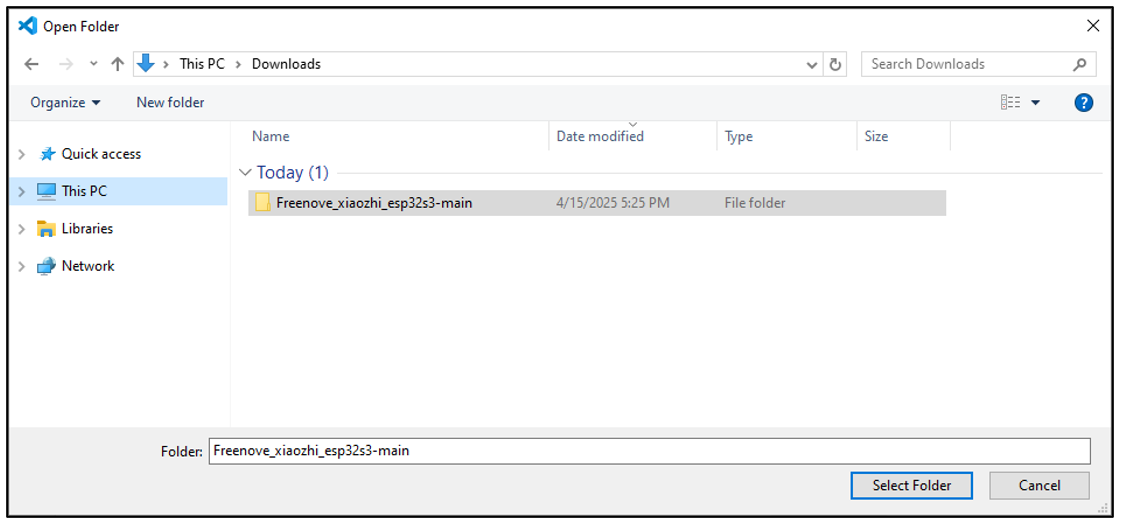 Open Folder
This PC > Downloads
Search Downloads
Organize
New folder
?
Quick access
This PC
Libraries
Network
Name
Date modified
Type
Size
Today (1)
Freenove_xiaozhi_esp32s3-main
4/15/2025 5:25 PM
File folder
Folder:
Freenove_xiaozhi_esp32s3-main
Select Folder
Cancel